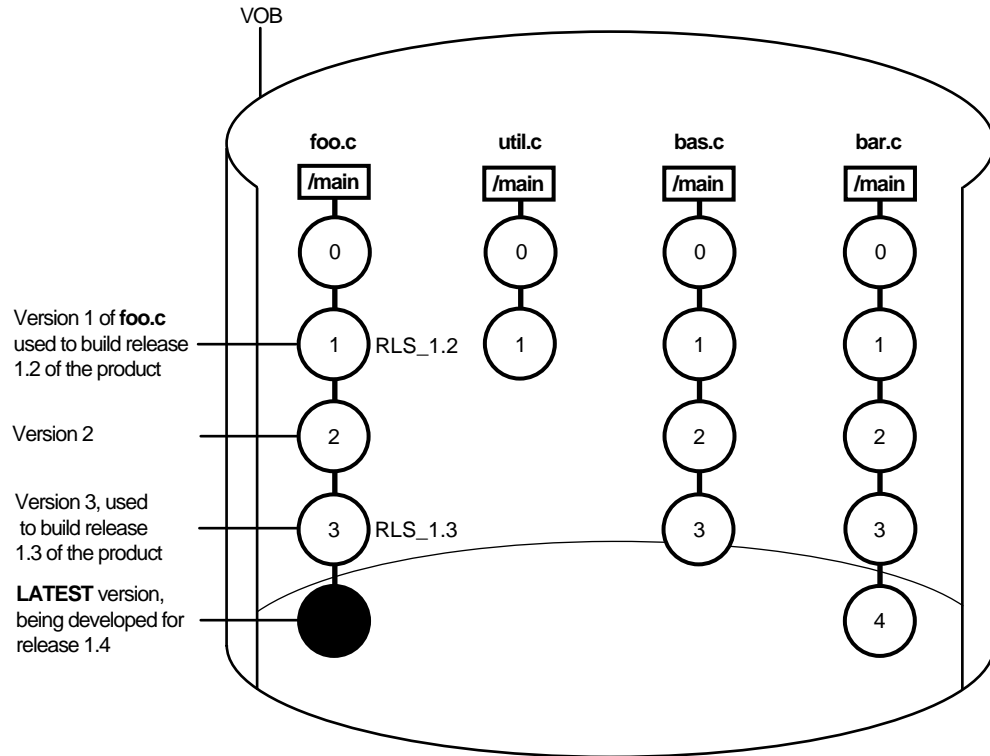 VOB
foo.c util.c bas.c bar.c
/main /main /main /main
0 0 0 0
Version 1 of foo.c
used to build release
1.2 of the product
1 RLS_1.2 1 1 1
Version 2
2 2 2
Version 3, used
to build release
1.3 of the product
3 RLS_1.3 3 3
LATEST version,
being developed for
release 1.4
4